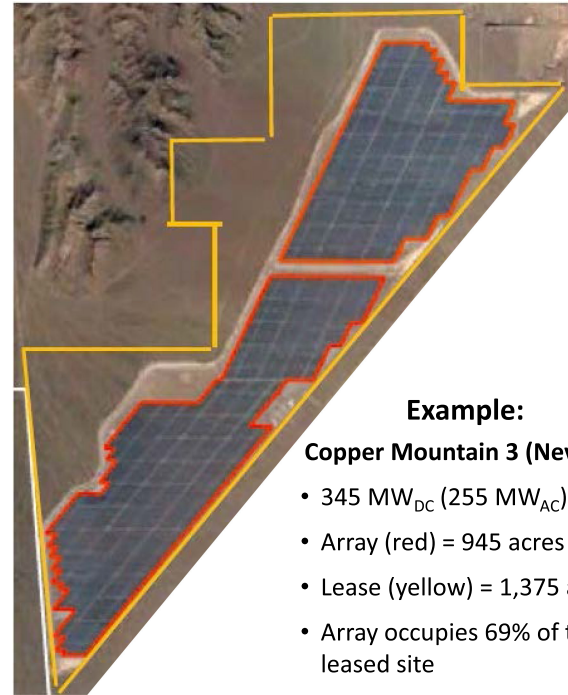 Example:
Copper Mountain 3 (Nev
• 345 MW_DC (255 MW_AC)
• Array (red) = 945 acres
• Lease (yellow) = 1,375
• Array occupies 69% of
leased site